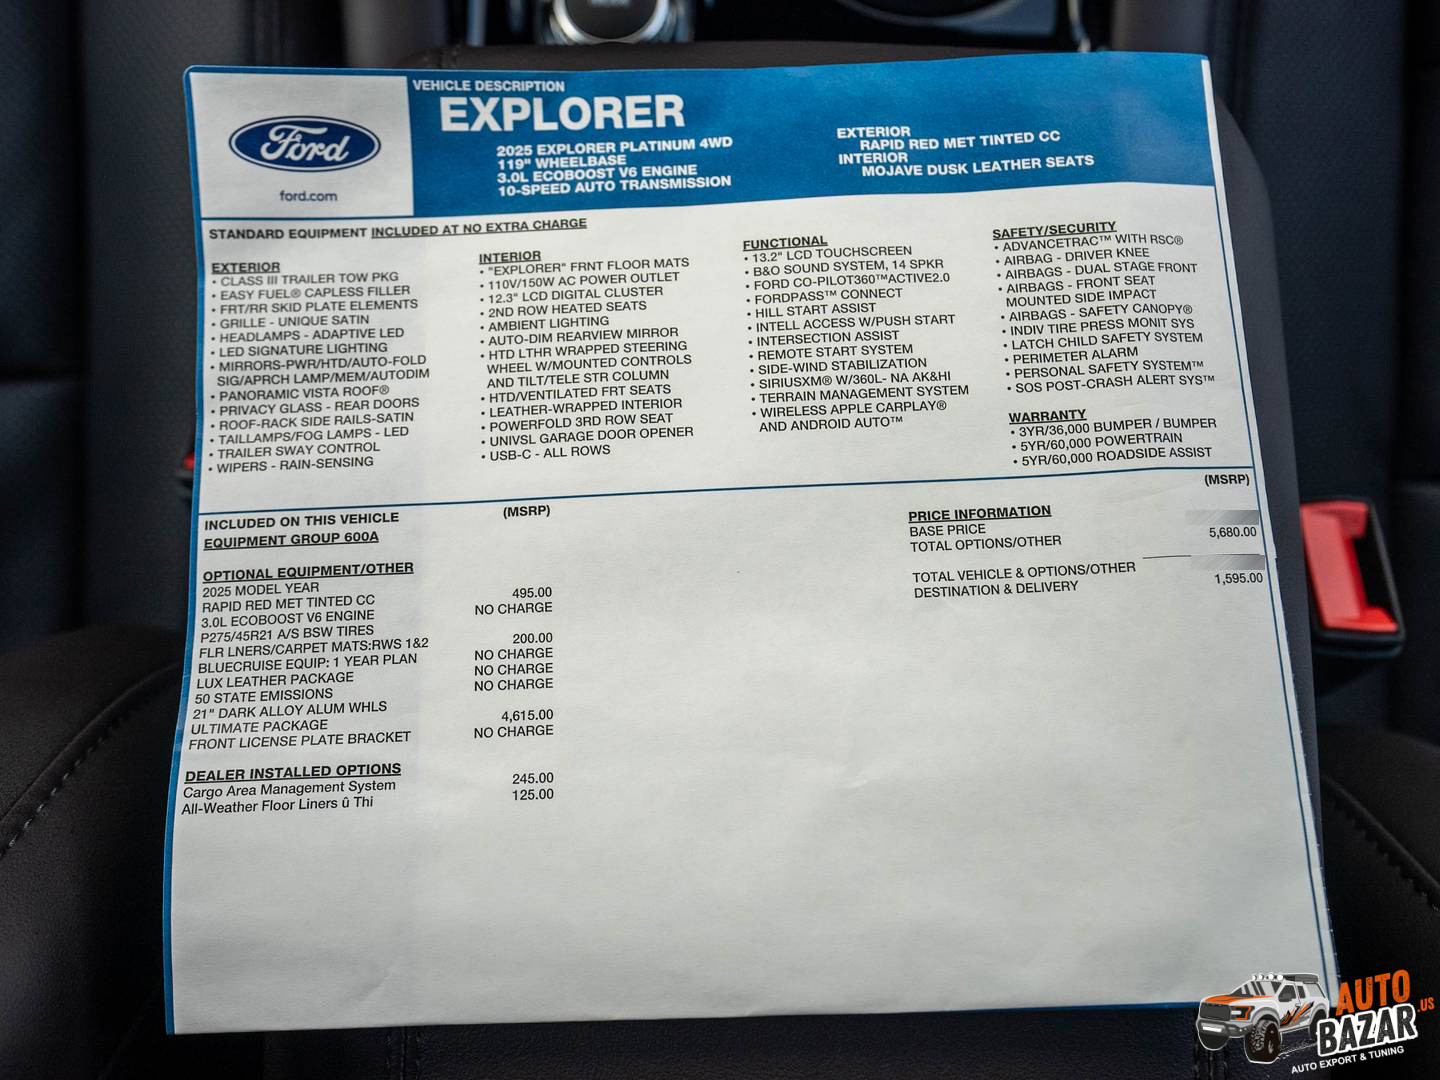 Ford
ford.com
VEHICLE DESCRIPTION
EXPLORER
2025 EXPLORER PLATINUM 4WD
119" WHEELBASE
3.0L ECOBOOST V6 ENGINE
10-SPEED AUTO TRANSMISSION
EXTERIOR
RAPID RED MET TINTED CC
INTERIOR
MOJAVE DUSK LEATHER SEATS
STANDARD EQUIPMENT INCLUDED AT NO EXTRA CHARGE
EXTERIOR
• CLASS III TRAILER TOW PKG
• EASY FUEL® CAPLESS FILLER
• FRT/RR SKID PLATE ELEMENTS
• GRILLE - UNIQUE SATIN
• HEADLAMPS - ADAPTIVE LED
• LED SIGNATURE LIGHTING
• MIRRORS-PWR/HTD/AUTO-FOLD
SIG/APRCH LAMP/MEM/AUTODIM
• PANORAMIC VISTA ROOF®
• PRIVACY GLASS - REAR DOORS
• ROOF-RACK SIDE RAILS-SATIN
• TAILLAMPS/FOG LAMPS - LED
• TRAILER SWAY CONTROL
• WIPERS - RAIN-SENSING
INTERIOR
• "EXPLORER" FRNT FLOOR MATS
• 110V/150W AC POWER OUTLET
• 12.3" LCD DIGITAL CLUSTER
• 2ND ROW HEATED SEATS
• AMBIENT LIGHTING
• AUTO-DIM REARVIEW MIRROR
• HTD LTHR WRAPPED STEERING
WHEEL W/MOUNTED CONTROLS
AND TILT/TELE STR COLUMN
• HTD/VENTILATED FRT SEATS
• LEATHER-WRAPPED INTERIOR
• POWERFOLD 3RD ROW SEAT
• UNIVSL GARAGE DOOR OPENER
• USB-C - ALL ROWS
FUNCTIONAL
• 13.2" LCD TOUCHSCREEN
• B&O SOUND SYSTEM, 14 SPKR
• FORD CO-PILOT360™ACTIVE2.0
• FORDPASS™ CONNECT
• HILL START ASSIST
• INTELL ACCESS W/PUSH START
• INTERSECTION ASSIST
• REMOTE START SYSTEM
• SIDE-WIND STABILIZATION
• SIRIUSXM® W/360L- NA AK&HI
• TERRAIN MANAGEMENT SYSTEM
• WIRELESS APPLE CARPLAY®
AND ANDROID AUTO™
SAFETY/SECURITY
• ADVANCETRAC™ WITH RSC®
• AIRBAG - DRIVER KNEE
• AIRBAGS - DUAL STAGE FRONT
• AIRBAGS - FRONT SEAT
MOUNTED SIDE IMPACT
• AIRBAGS - SAFETY CANOPY®
• INDIV TIRE PRESS MONIT SYS
• LATCH CHILD SAFETY SYSTEM
• PERIMETER ALARM
• PERSONAL SAFETY SYSTEM™
• SOS POST-CRASH ALERT SYS™
WARRANTY
• 3YR/36,000 BUMPER / BUMPER
• 5YR/60,000 POWERTRAIN
• 5YR/60,000 ROADSIDE ASSIST
INCLUDED ON THIS VEHICLE (MSRP)
EQUIPMENT GROUP 600A
OPTIONAL EQUIPMENT/OTHER
2025 MODEL YEAR
RAPID RED MET TINTED CC 495.00
3.0L ECOBOOST V6 ENGINE NO CHARGE
P275/45R21 A/S BSW TIRES
FLR LNERS/CARPET MATS:RWS 1&2 200.00
BLUECRUISE EQUIP: 1 YEAR PLAN NO CHARGE
LUX LEATHER PACKAGE NO CHARGE
50 STATE EMISSIONS NO CHARGE
21" DARK ALLOY ALUM WHLS
ULTIMATE PACKAGE 4,615.00
FRONT LICENSE PLATE BRACKET NO CHARGE
DEALER INSTALLED OPTIONS
Cargo Area Management System 245.00
All-Weather Floor Liners û Thi 125.00
(MSRP)
PRICE INFORMATION
BASE PRICE
TOTAL OPTIONS/OTHER 5,680.00
TOTAL VEHICLE & OPTIONS/OTHER
DESTINATION & DELIVERY 1,595.00
AUTO
BAZAR.US
AUTO EXPORT & TUNING